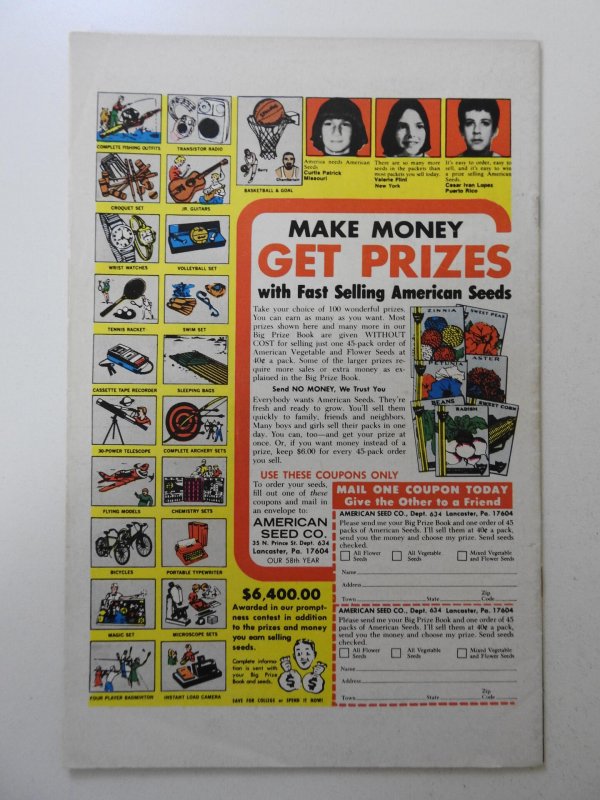 COMPLETE FISHING OUTFITS
TRANSISTOR RADIO
CROQUET SET
JR. GUITARS
WRIST WATCHES
VOLLEYBALL SET
TENNIS RACKET
SWIM SET
CASSETTE TAPE RECORDER
SLEEPING BAGS
30-POWER TELESCOPE
COMPLETE ARCHERY SETS
FLYING MODELS
CHEMISTRY SETS
BICYCLES
PORTABLE TYPEWRITER
MAGIC SET
MICROSCOPE SETS
FOUR PLAYER BADMINTON
INSTANT LOAD CAMERA
BASKETBALL & GOAL
America needs American
Seeds
Curtis Patrick
Missouri
There are so many more
seeds in the packets than
most packets you sell today.
Valerie Flint
New York
It's easy to order, easy to
sell, and it's easy to win
a prize selling American
Seeds.
Cesar Ivan Lopes
Puerto Rico
MAKE MONEY
GET PRIZES
with Fast Selling American Seeds
Take your choice of 100 wonderful prizes.
You can earn as many as you want. Most
prizes shown here and many more in our
Big Prize Book are given WITHOUT
COST for selling just one 45-pack order of
American Vegetable and Flower Seeds at
40¢ a pack. Some of the larger prizes re-
quire more sales or extra money as ex-
plained in the Big Prize Book.
Send NO MONEY, We Trust You
Everybody wants American Seeds. They're
fresh and ready to grow. You'll sell them
quickly to family, friends and neighbors.
Many boys and girls sell their packs in one
day. You can, too—and get your prize at
once. Or, if you want money instead of a
prize, keep $6.00 for every 45-pack order
you sell.
ZINNIA
SWEET PEAS
ASTER
BEANS
RADISH
SWEET CORN
USE THESE COUPONS ONLY
To order your seeds,
fill out one of these
coupons and mail in
an envelope to:
AMERICAN
SEED CO.
35 N. Prince St. Dept. 634
Lancaster, Pa. 17604
OUR 58th YEAR
$6,400.00
Awarded in our prompt-
ness contest in addition
to the prizes and money
you earn selling
seeds.
Complete informa-
tion is sent with
your Big Prize
Book and seeds.
SAVE FOR COLLEGE or SPEND IT NOW!
MAIL ONE COUPON TODAY
Give the Other to a Friend
AMERICAN SEED CO., Dept. 634 Lancaster, Pa. 17604
Please send me your Big Prize Book and one order of 45
packs of American Seeds. I'll sell them at 40¢ a pack,
send you the money and choose my prize. Send seeds
checked.
All Flower
Seeds
All Vegetable
Seeds
Mixed Vegetable
and Flower Seeds
Name
Address
Town State Zip Code
AMERICAN SEED CO., Dept. 634 Lancaster, Pa. 17604
Please send me your Big Prize Book and one order of 45
packs of American Seeds. I'll sell them at 40¢ a pack,
send you the money and choose my prize. Send seeds
checked.
All Flower
Seeds
All Vegetable
Seeds
Mixed Vegetable
and Flower Seeds
Name
Address
Town State Zip Code